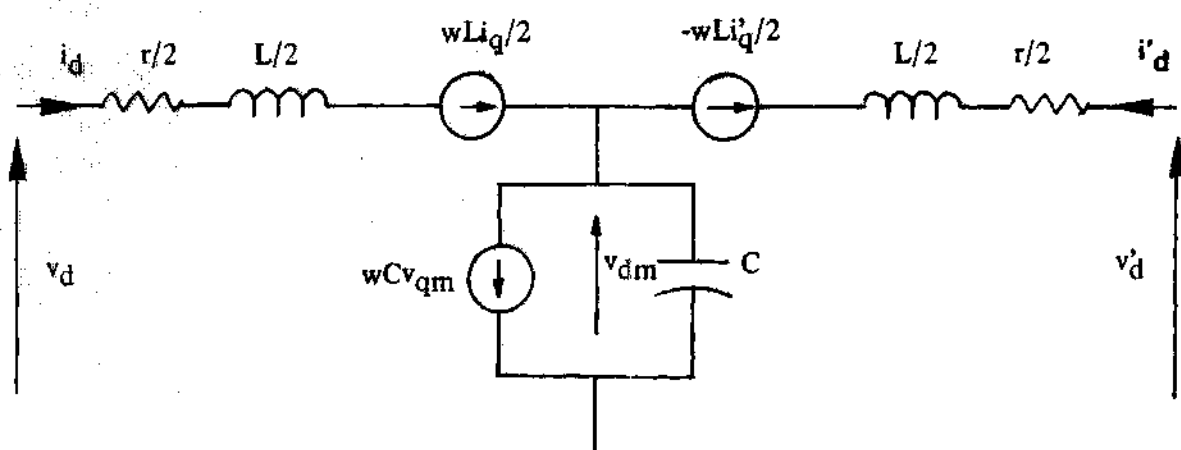 wLi_q/2
-wLi'_q/2
i_d
r/2
L/2
L/2
r/2
i'_d
v_d
wCv_qm
v_dm
C
v'_d